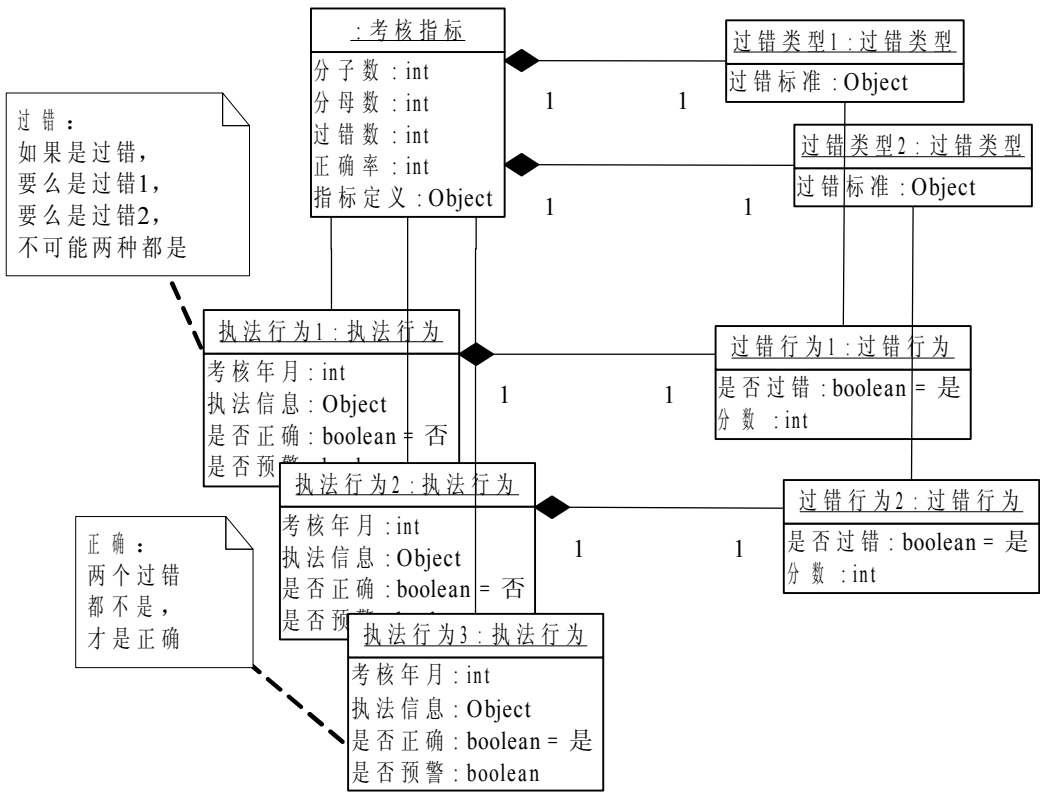 :考核指标
分子数:int
分母数:int
过错数:int
正确率:int
指标定义:Object
过错类型1:过错类型
过错标准:Object
1
1
过错类型2:过错类型
过错标准:Object
1
1
过错:
如果是过错,
要么是过错1,
要么是过错2,
不可能两种都是
执法行为1:执法行为
考核年月:int
执法信息:Object
是否正确:boolean = 否
是否预
1
1
过错行为1:过错行为
是否过错:boolean = 是
分数 :int
执法行为2:执法行为
考核年月:int
执法信息:Object
是否正确:boolean = 否
是否预
1
1
过错行为2:过错行为
是否过错:boolean = 是
分数 :int
正确:
两个过错
都不是,
才是正确
执法行为3:执法行为
考核年月:int
执法信息:Object
是否正确:boolean = 是
是否预警:boolean